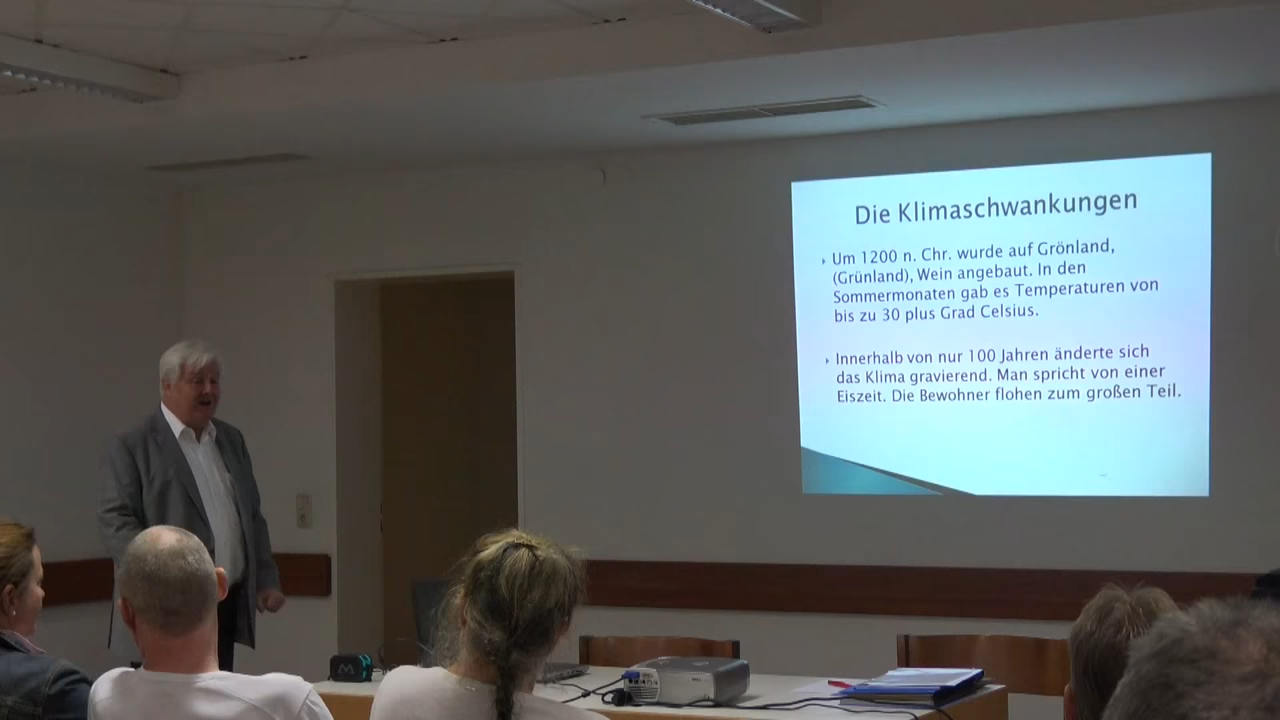 Die Klimaschwankungen
Um 1200 n. Chr. wurde auf Grönland,
(Grünland), Wein angebaut. In den
Sommermonaten gab es Temperaturen von
bis zu 30 plus Grad Celsius.
Innerhalb von nur 100 Jahren änderte sich
das Klima gravierend. Man spricht von einer
Eiszeit. Die Bewohner flohen zum großen Teil.